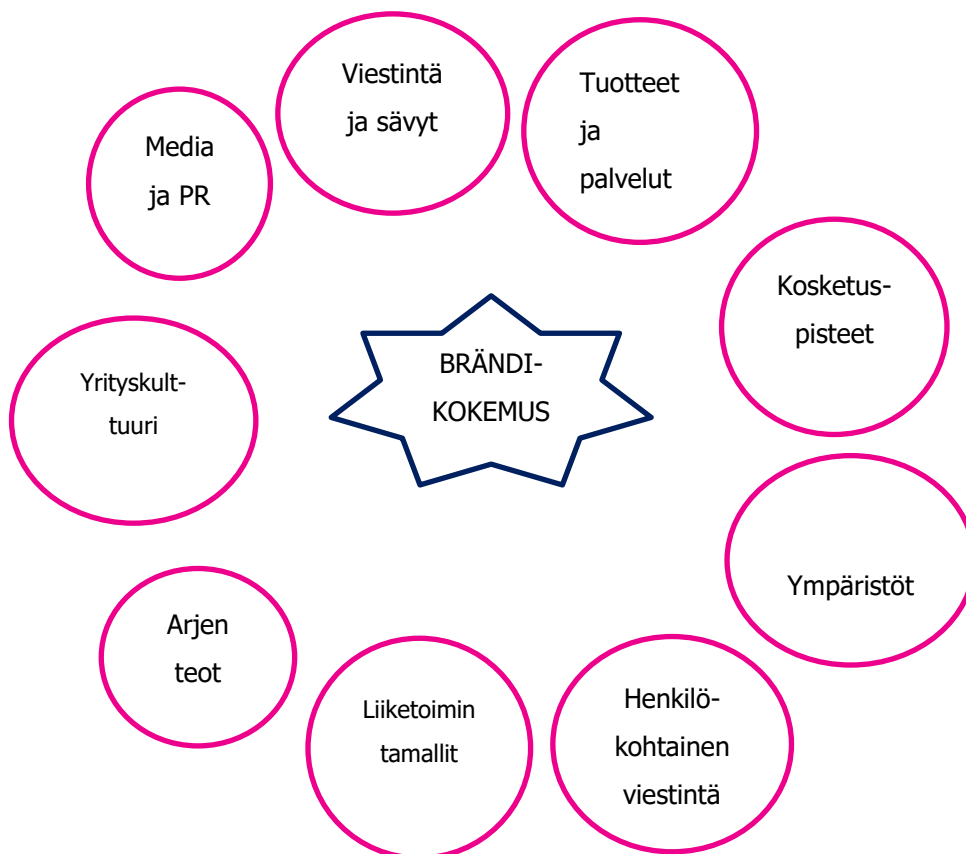 Viestintä
ja sävyt
Tuotteet
ja
palvelut
Media
ja PR
Kosketus-
pisteet
BRÄNDI-
KOKEMUS
Yrityskult-
tuuri
Ympäristöt
Arjen
teot
Liiketoimin
tamallit
Henkilö-
kohtainen
viestintä